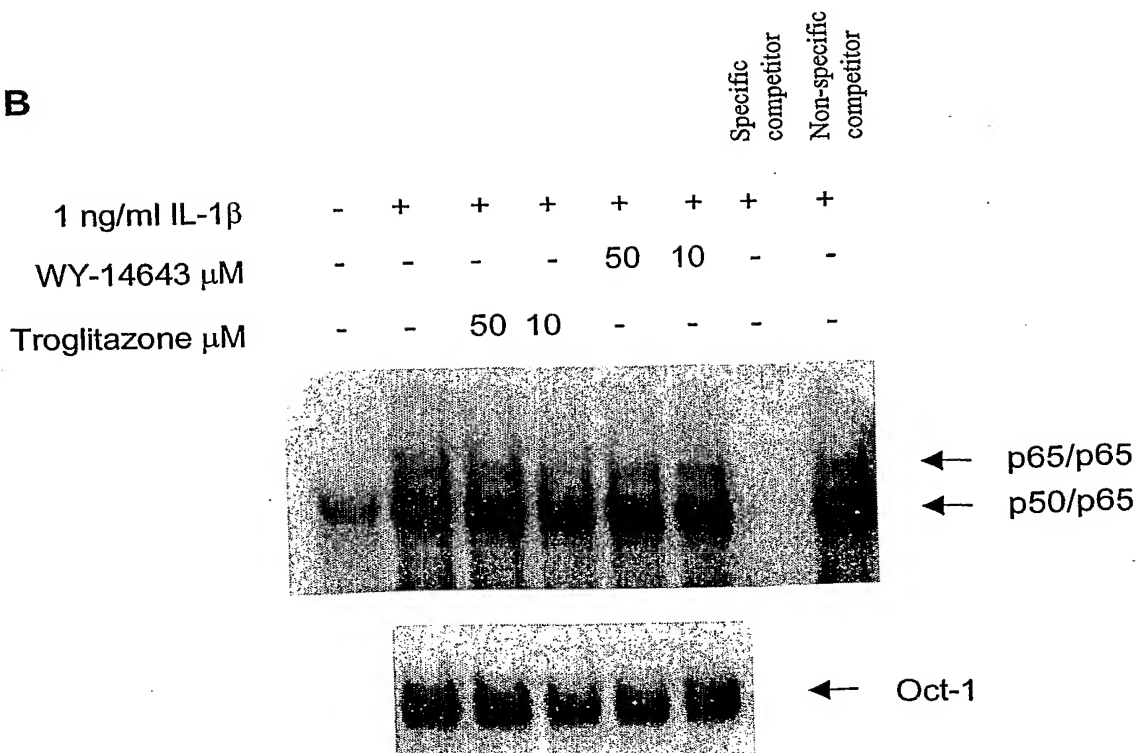 B
Specific
competitor
Non-specific
competitor
1 ng/ml IL-1β - + + + + + + +
WY-14643 μM - - - - 50 10 - -
Troglitazone μM - - 50 10 - - - -
← p65/p65
← p50/p65
← Oct-1